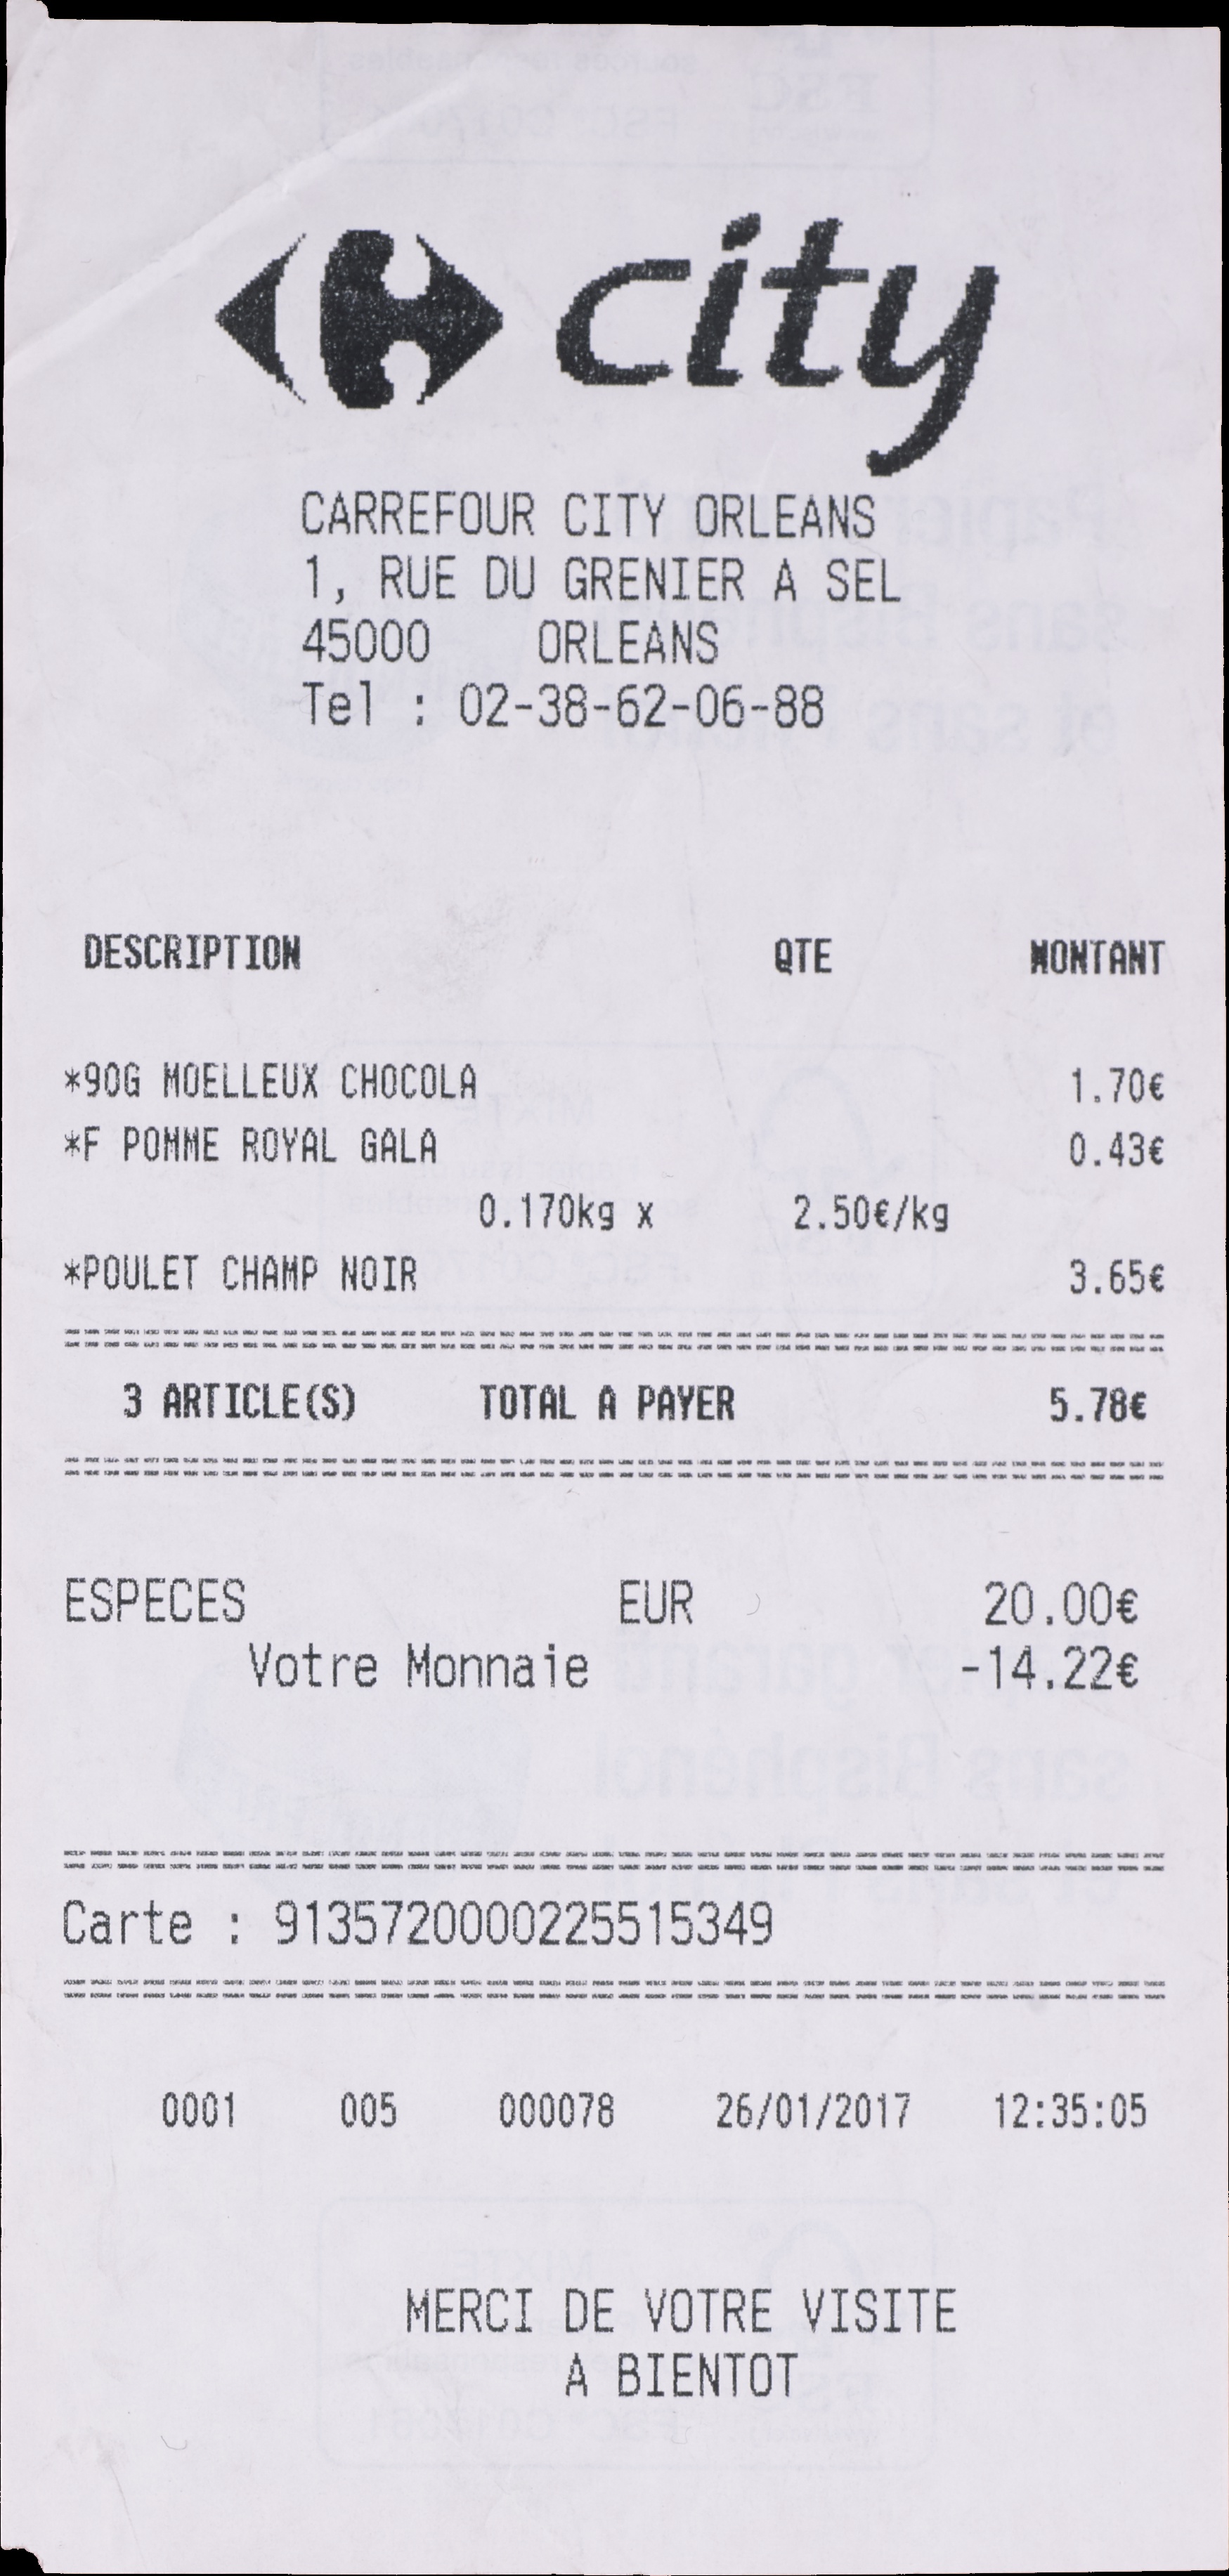 city
CARREFOUR CITY ORLEANS
1, RUE DU GRENIER A SEL
45000 ORLEANS
Tel : 02-38-62-06-88
DESCRIPTION QTE MONTANT
*90G MOELLEUX CHOCOLA 1.70€
*F POMME ROYAL GALA 0.43€
0.170kg x 2.50€/kg
*POULET CHAMP NOIR 3.65€
3 ARTICLE(S) TOTAL A PAYER 5.78€
ESPECES EUR 20.00€
Votre Monnaie -14.22€
Carte : 9135720000225515349
0001 005 000078 26/01/2017 12:35:05
MERCI DE VOTRE VISITE
A BIENTOT